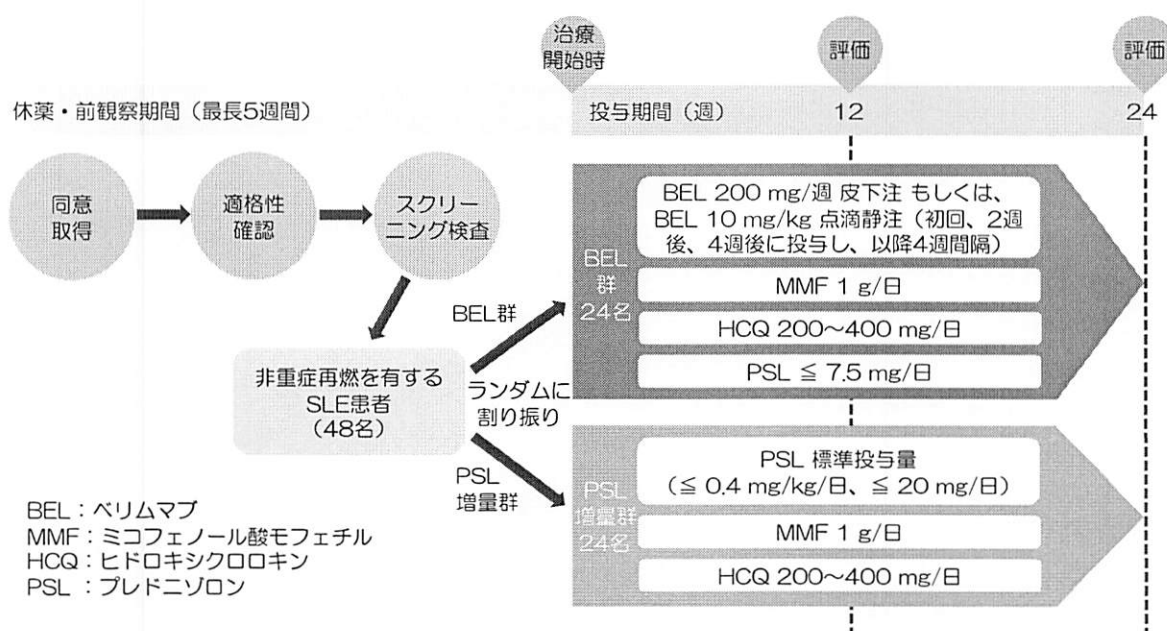 治療
開始時
評価
評価
休薬・前観察期間（最長5週間）
投与期間（週）
12
24
同意
取得
適格性
確認
スクリー
ニング検査
BEL 200 mg/週 皮下注 もしくは、
BEL 10 mg/kg 点滴静注（初回、2週
後、4週後に投与し、以降4週間隔）
BEL
群
24名
MMF 1 g/日
HCQ 200～400 mg/日
PSL ≦ 7.5 mg/日
BEL群
非重症再燃を有する
SLE患者
（48名）
ランダムに
割り振り
PSL
増量群
PSL
増量群
24名
PSL 標準投与量
（≦ 0.4 mg/kg/日、≦ 20 mg/日）
MMF 1 g/日
HCQ 200～400 mg/日
BEL：ベリムマブ
MMF：ミコフェノール酸モフェチル
HCQ：ヒドロキシクロロキン
PSL ：プレドニゾロン